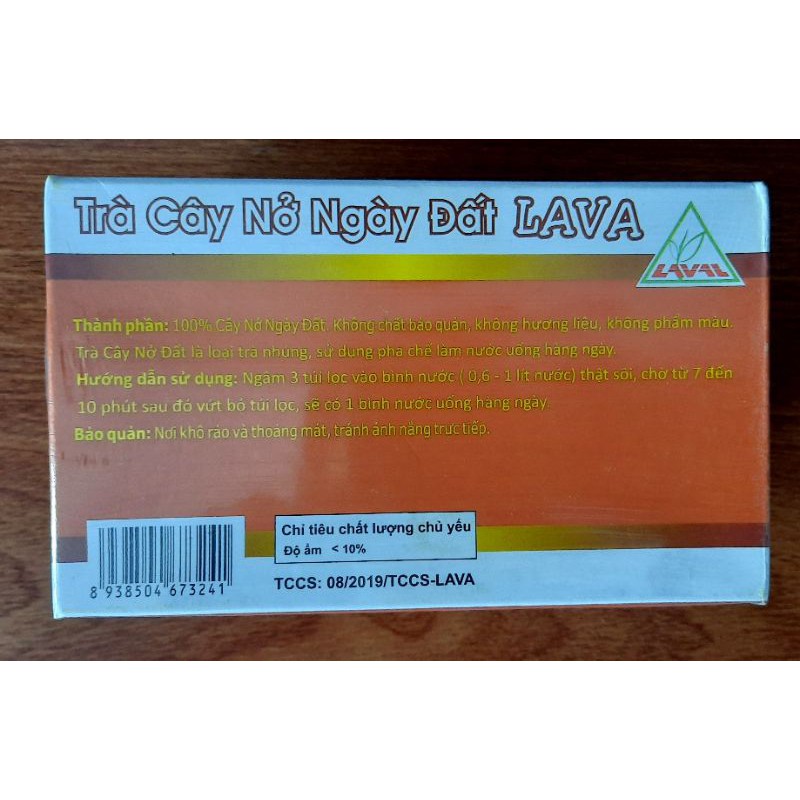 Trà Cây Nở Ngày Đất LAVA
LAVAL
Thành phần: 100% Cây Nở Ngày Đất. Không chất bảo quản, không hương liệu, không phẩm màu.
Trà Cây Nở Đất là loại trà nhúng, sử dụng pha chế làm nước uống hàng ngày.
Hướng dẫn sử dụng: Ngâm 3 túi lọc vào bình nước ( 0,6 - 1 lít nước) thật sôi, chờ từ 7 đến
10 phút sau đó vứt bỏ túi lọc, sẽ có 1 bình nước uống hàng ngày.
Bảo quản: Nơi khô ráo và thoáng mát, tránh ánh nắng trực tiếp.
Chỉ tiêu chất lượng chủ yếu
Độ ẩm < 10%
TCCS: 08/2019/TCCS-LAVA
8 938504 673241